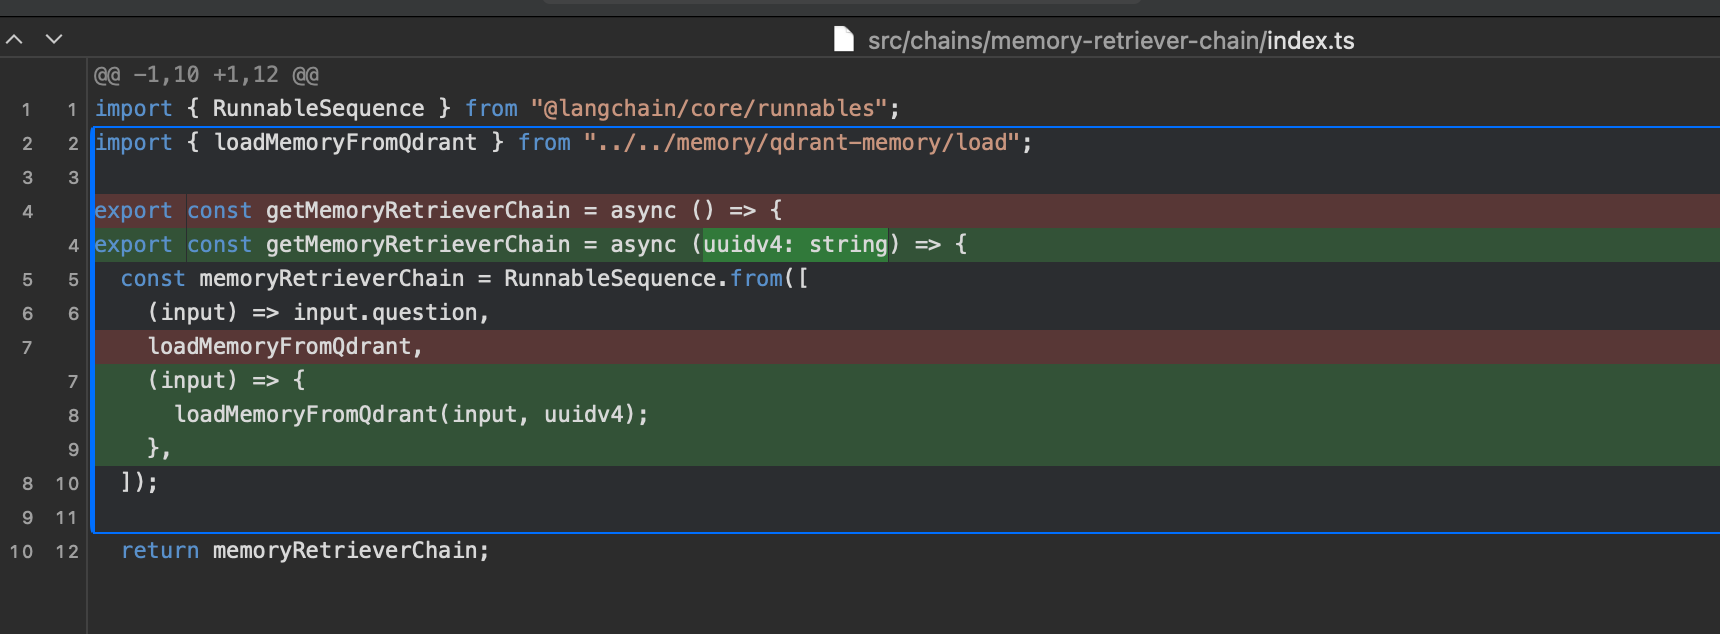 src/chains/memory-retriever-chain/index.ts
@@ -1,10 +1,12 @@
1 1 import { RunnableSequence } from "@langchain/core/runnables";
2 2 import { loadMemoryFromQdrant } from "../../memory/qdrant-memory/load";
3 3
4 export const getMemoryRetrieverChain = async () => {
4 export const getMemoryRetrieverChain = async (uuidv4: string) => {
5 5 const memoryRetrieverChain = RunnableSequence.from([
6 6 (input) => input.question,
7 loadMemoryFromQdrant,
7 (input) => {
8 loadMemoryFromQdrant(input, uuidv4);
9 },
8 10 ]);
9 11
10 12 return memoryRetrieverChain;